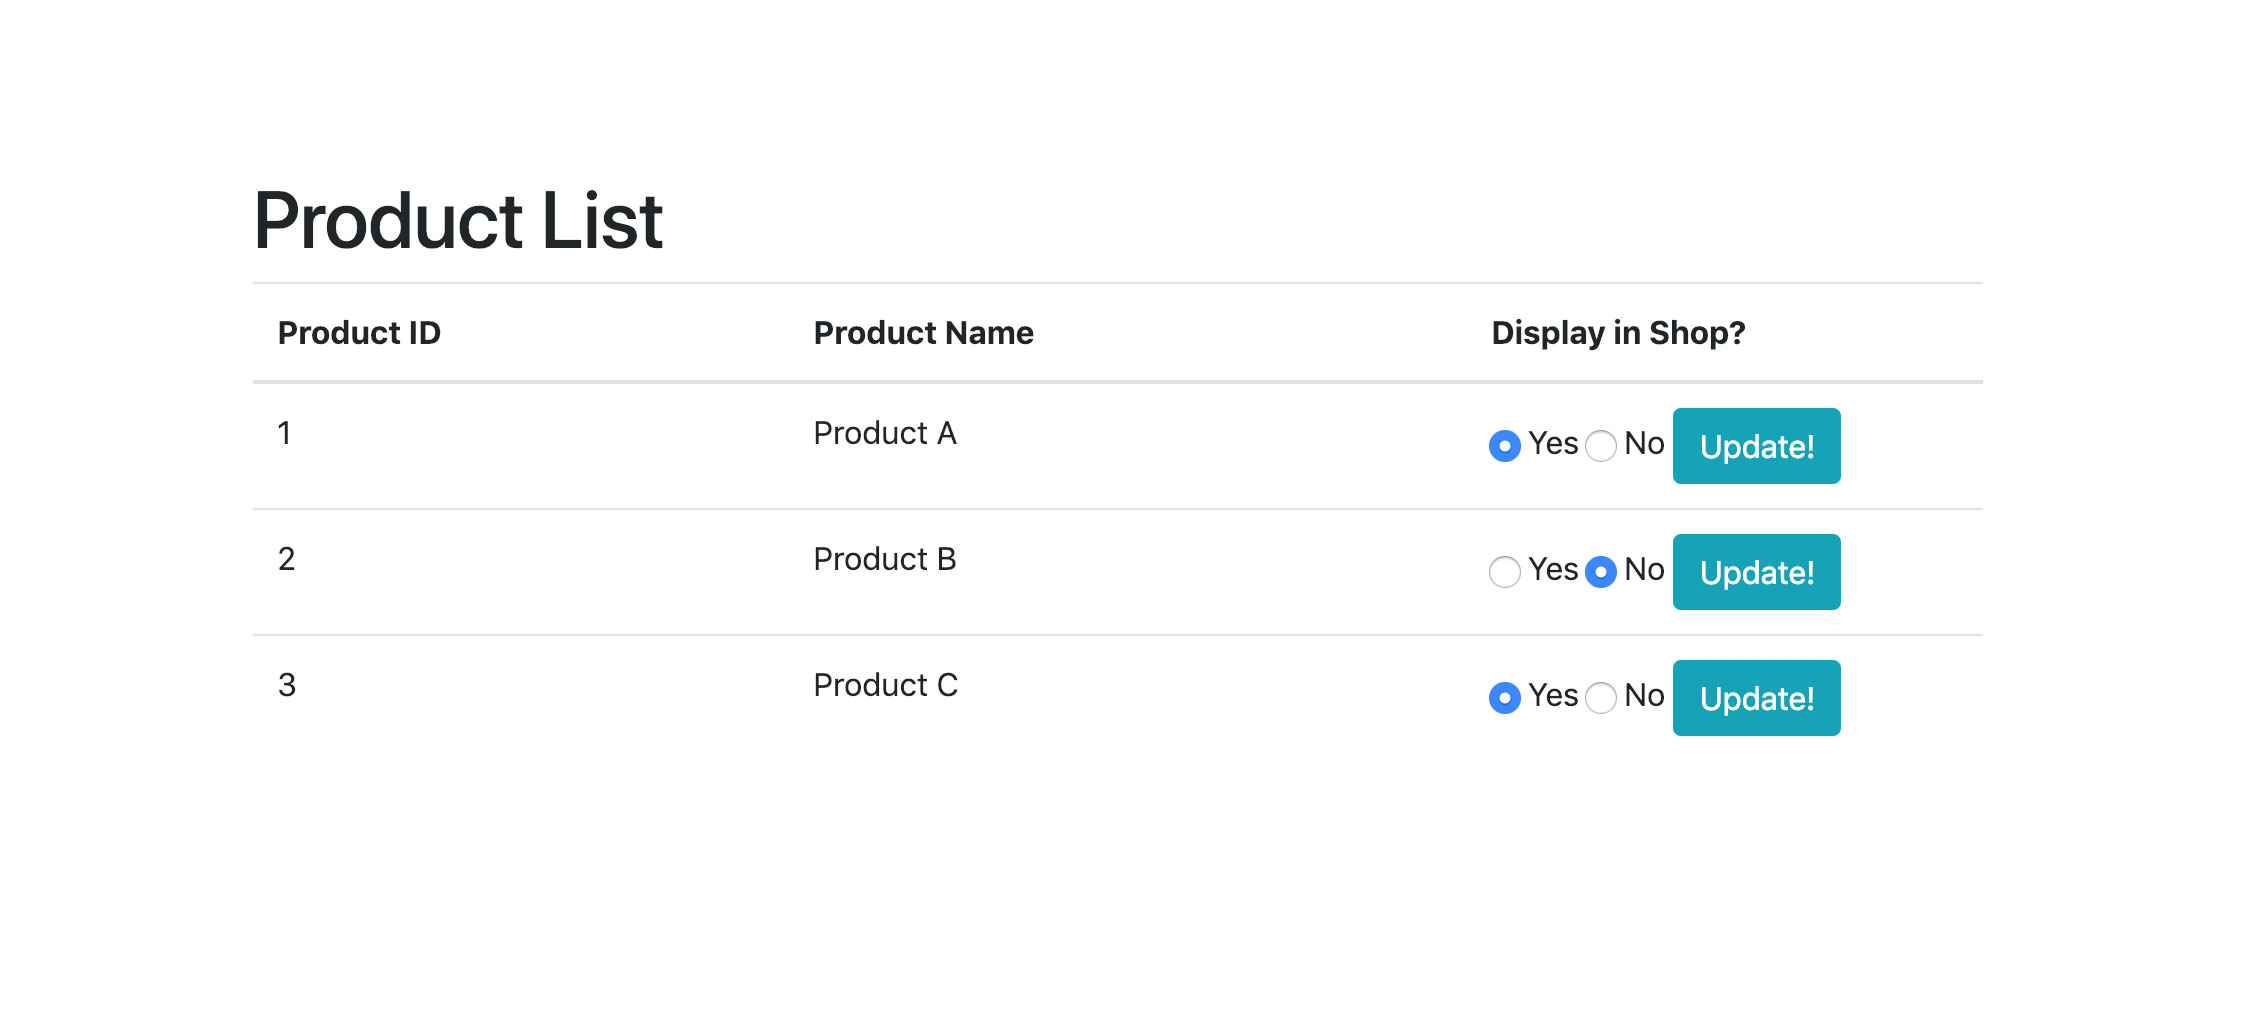 Product List
Product ID Product Name Display in Shop?
1 Product A Yes No Update!
2 Product B Yes No Update!
3 Product C Yes No Update!